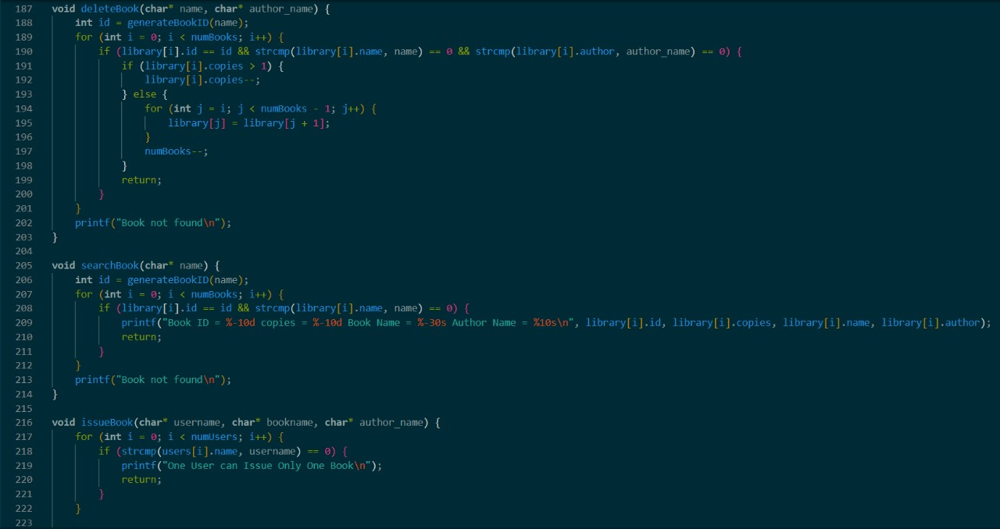 187 void deleteBook(char* name, char* author_name) {
188     int id = generateBookID(name);
189     for (int i = 0; i < numBooks; i++) {
190         if (library[i].id == id && strcmp(library[i].name, name) == 0 && strcmp(library[i].author, author_name) == 0) {
191             if (library[i].copies > 1) {
192                 library[i].copies--;
193             } else {
194                 for (int j = i; j < numBooks - 1; j++) {
195                     library[j] = library[j + 1];
196                 }
197                 numBooks--;
198             }
199             return;
200         }
201     }
202     printf("Book not found\n");
203 }
204
205 void searchBook(char* name) {
206     int id = generateBookID(name);
207     for (int i = 0; i < numBooks; i++) {
208         if (library[i].id == id && strcmp(library[i].name, name) == 0) {
209             printf("Book ID = %-10d copies = %-10d Book Name = %-30s Author Name = %10s\n", library[i].id, library[i].copies, library[i].name, library[i].author);
210             return;
211         }
212     }
213     printf("Book not found\n");
214 }
215
216 void issueBook(char* username, char* bookname, char* author_name) {
217     for (int i = 0; i < numUsers; i++) {
218         if (strcmp(users[i].name, username) == 0) {
219             printf("One User can Issue Only One Book\n");
220             return;
221         }
222     }
223